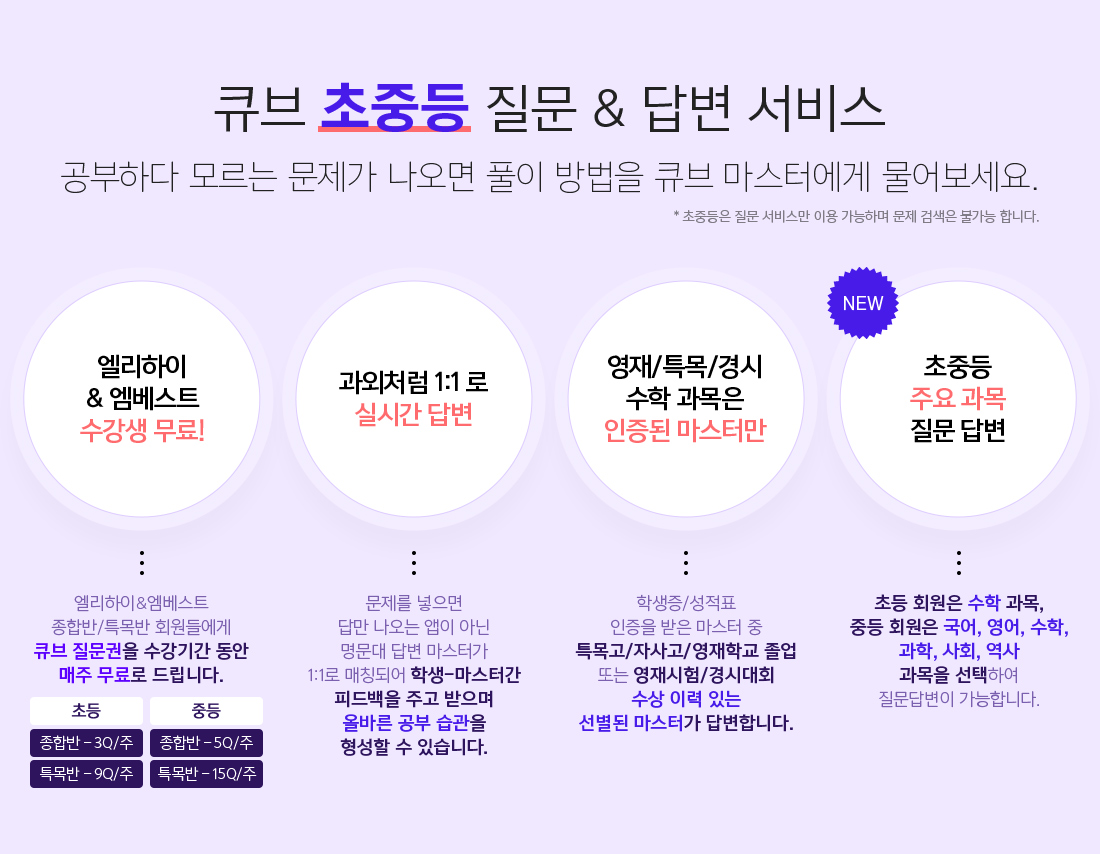 큐브 초중등 질문 & 답변 서비스
공부하다 모르는 문제가 나오면 풀이 방법을 큐브 마스터에게 물어보세요.
* 초중등은 질문 서비스만 이용 가능하며 문제 검색은 불가능 합니다.
엘리하이
& 엠베스트
수강생 무료!
엘리하이&엠베스트
종합반/특목반 회원들에게
큐브 질문권을 수강기간 동안
매주 무료로 드립니다.
초등
중등
종합반 - 3Q/주
종합반 - 5Q/주
특목반 - 9Q/주
특목반 - 15Q/주
과외처럼 1:1 로
실시간 답변
문제를 넣으면
답만 나오는 앱이 아닌
명문대 답변 마스터가
1:1로 매칭되어 학생-마스터간
피드백을 주고 받으며
올바른 공부 습관을
형성할 수 있습니다.
영재/특목/경시
수학 과목은
인증된 마스터만
학생증/성적표
인증을 받은 마스터 중
특목고/자사고/영재학교 졸업
또는 영재시험/경시대회
수상 이력 있는
선별된 마스터가 답변합니다.
NEW
초중등
주요 과목
질문 답변
초등 회원은 수학 과목,
중등 회원은 국어, 영어, 수학,
과학, 사회, 역사
과목을 선택하여
질문답변이 가능합니다.